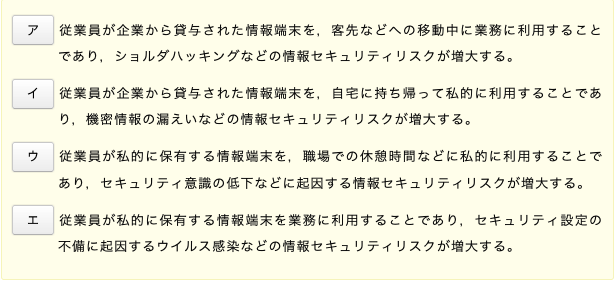 ア 従業員が企業から貸与された情報端末を，客先などへの移動中に業務に利用すること
であり，ショルダハッキングなどの情報セキュリティリスクが増大する。
イ 従業員が企業から貸与された情報端末を，自宅に持ち帰って私的に利用することであ
り，機密情報の漏えいなどの情報セキュリティリスクが増大する。
ウ 従業員が私的に保有する情報端末を，職場での休憩時間などに私的に利用することで
あり，セキュリティ意識の低下などに起因する情報セキュリティリスクが増大する。
エ 従業員が私的に保有する情報端末を業務に利用することであり，セキュリティ設定の
不備に起因するウイルス感染などの情報セキュリティリスクが増大する。